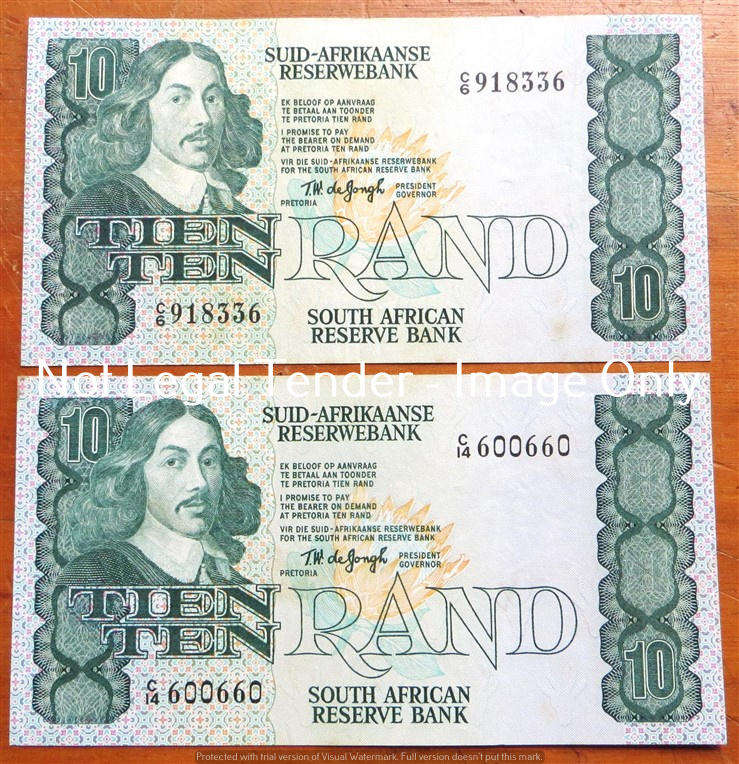 10
SUID-AFRIKAANSE
RESERWEBANK
C/6 918336
EK BELOOF OP AANVRAAG
TE BETAAL AAN TOONDER
TE PRETORIA TIEN RAND
I PROMISE TO PAY
THE BEARER ON DEMAND
AT PRETORIA TEN RAND
VIR DIE SUID-AFRIKAANSE RESERWEBANK
FOR THE SOUTH AFRICAN RESERVE BANK
T.W. de Jongh
PRESIDENT
GOVERNOR
PRETORIA
TIEN
TEN
RAND
10
C/6 918336
SOUTH AFRICAN
RESERVE BANK
Not Legal Tender - Image Only
10
SUID-AFRIKAANSE
RESERWEBANK
C/14 600660
EK BELOOF OP AANVRAAG
TE BETAAL AAN TOONDER
TE PRETORIA TIEN RAND
I PROMISE TO PAY
THE BEARER ON DEMAND
AT PRETORIA TEN RAND
VIR DIE SUID-AFRIKAANSE RESERWEBANK
FOR THE SOUTH AFRICAN RESERVE BANK
T.W. de Jongh
PRESIDENT
GOVERNOR
PRETORIA
TIEN
TEN
RAND
10
C/14 600660
SOUTH AFRICAN
RESERVE BANK
Protected with trial version of Visual Watermark. Full version doesn't put this mark.